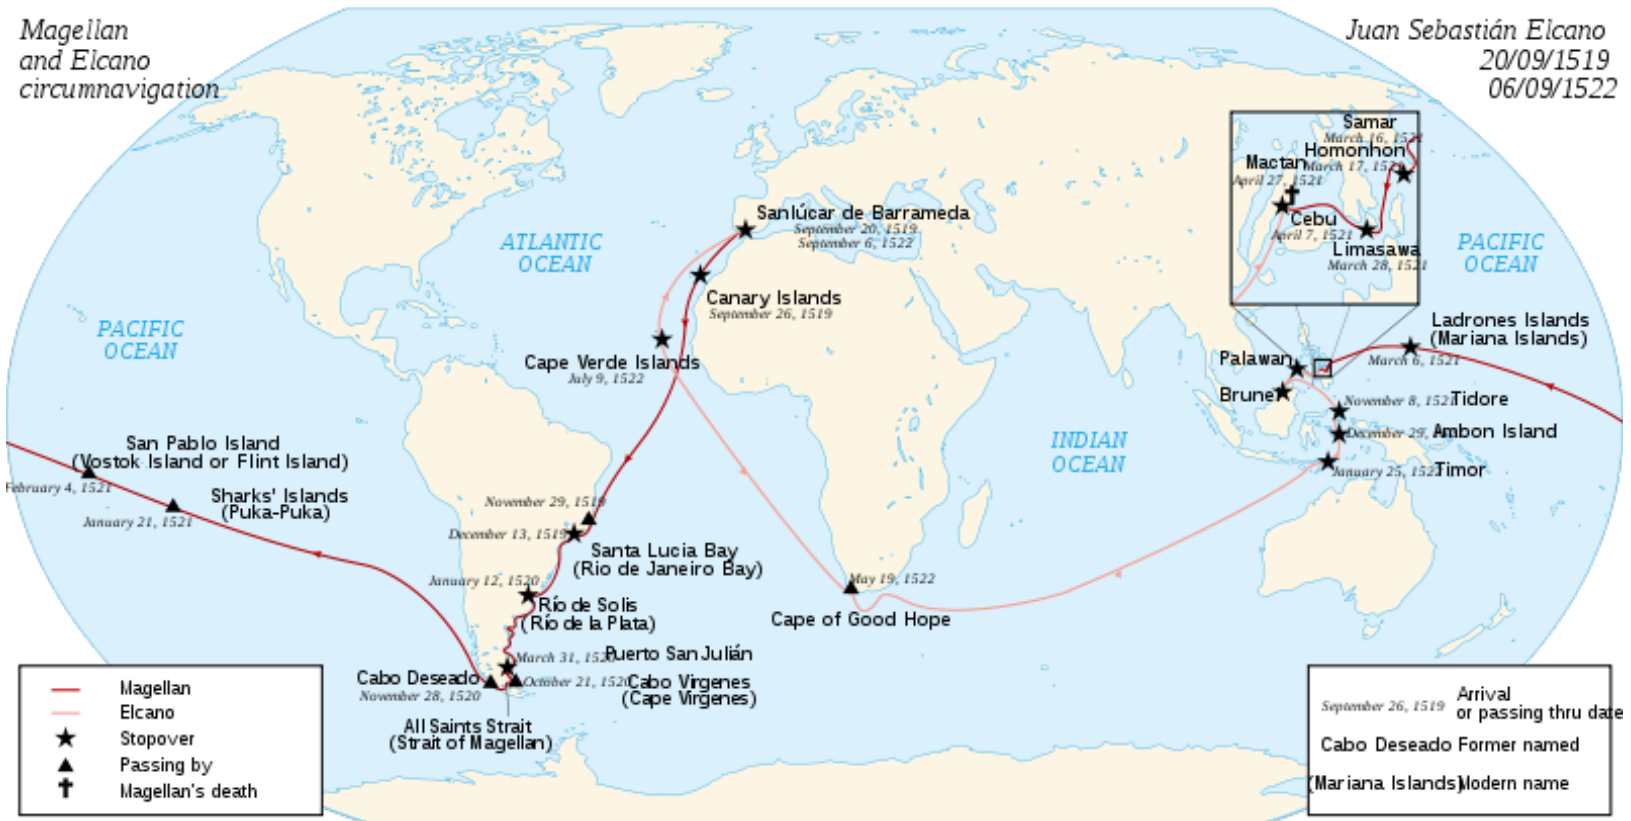 Magellan
and Elcano
circumnavigation
Juan Sebastián Elcano
20/09/1519
06/09/1522
Samar
March 16, 1521
Homonhon
March 17, 1521
Mactan
April 27, 1521
Cebu
April 7, 1521
Limasawa
March 28, 1521
Sanlúcar de Barrameda
September 20, 1519
September 6, 1522
ATLANTIC
OCEAN
PACIFIC
OCEAN
Canary Islands
September 26, 1519
PACIFIC
OCEAN
Ladrones Islands
(Mariana Islands)
March 6, 1521
Cape Verde Islands
July 9, 1522
Palawan
Brunei
November 8, 1521 Tidore
December 29, Ambon Island
January 25, 1522 Timor
INDIAN
OCEAN
San Pablo Island
(Vostok Island or Flint Island)
February 4, 1521
Sharks' Islands
(Puka-Puka)
January 21, 1521
November 29, 1519
December 13, 1519
Santa Lucia Bay
(Rio de Janeiro Bay)
January 12, 1520
Río de Solis
(Río de la Plata)
May 19, 1522
Cape of Good Hope
March 31, 1520 Puerto San Julián
Cabo Deseado
November 28, 1520
October 21, 1520 Cabo Virgenes
(Cape Virgenes)
All Saints Strait
(Strait of Magellan)
Magellan
Elcano
Stopover
Passing by
Magellan's death
September 26, 1519 Arrival
or passing thru date
Cabo Deseado Former named
(Mariana Islands) Modern name